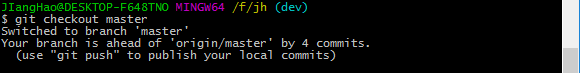 JIangHao@DESKTOP-F648TNO MINGW64 /f/jh (dev)
$ git checkout master
Switched to branch 'master'
Your branch is ahead of 'origin/master' by 4 commits.
  (use "git push" to publish your local commits)